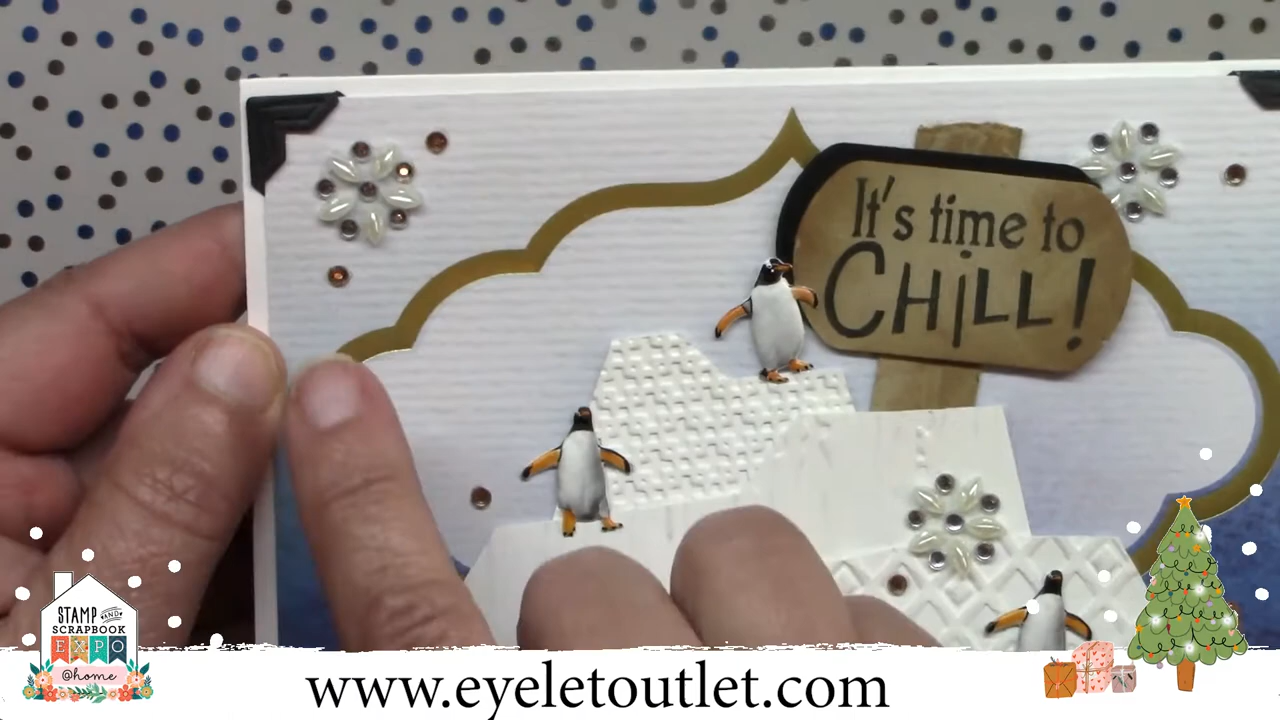 It's time to
CHiLL!
STAMP AND
SCRAPBOOK
EXPO
@home
www.eyeletoutlet.com